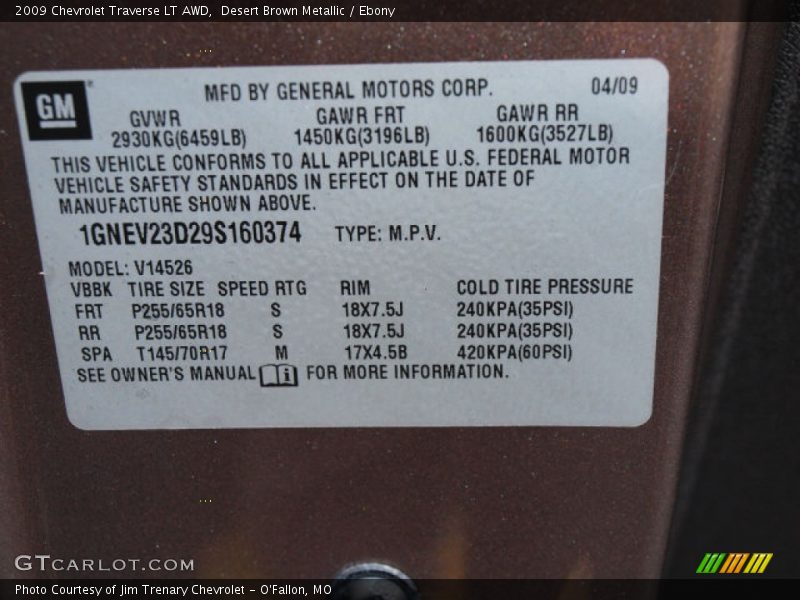 2009 Chevrolet Traverse LT AWD,  Desert Brown Metallic / Ebony
GM
MFD BY GENERAL MOTORS CORP. 04/09
GVWR GAWR FRT GAWR RR
2930KG(6459LB) 1450KG(3196LB) 1600KG(3527LB)
THIS VEHICLE CONFORMS TO ALL APPLICABLE U.S. FEDERAL MOTOR
VEHICLE SAFETY STANDARDS IN EFFECT ON THE DATE OF
MANUFACTURE SHOWN ABOVE.
1GNEV23D29S160374 TYPE: M.P.V.
MODEL: V14526
VBBK TIRE SIZE SPEED RTG RIM COLD TIRE PRESSURE
FRT P255/65R18 S 18X7.5J 240KPA(35PSI)
RR P255/65R18 S 18X7.5J 240KPA(35PSI)
SPA T145/70R17 M 17X4.5B 420KPA(60PSI)
SEE OWNER'S MANUAL i FOR MORE INFORMATION.
GTCARLOT.COM
Photo Courtesy of Jim Trenary Chevrolet - O'Fallon, MO